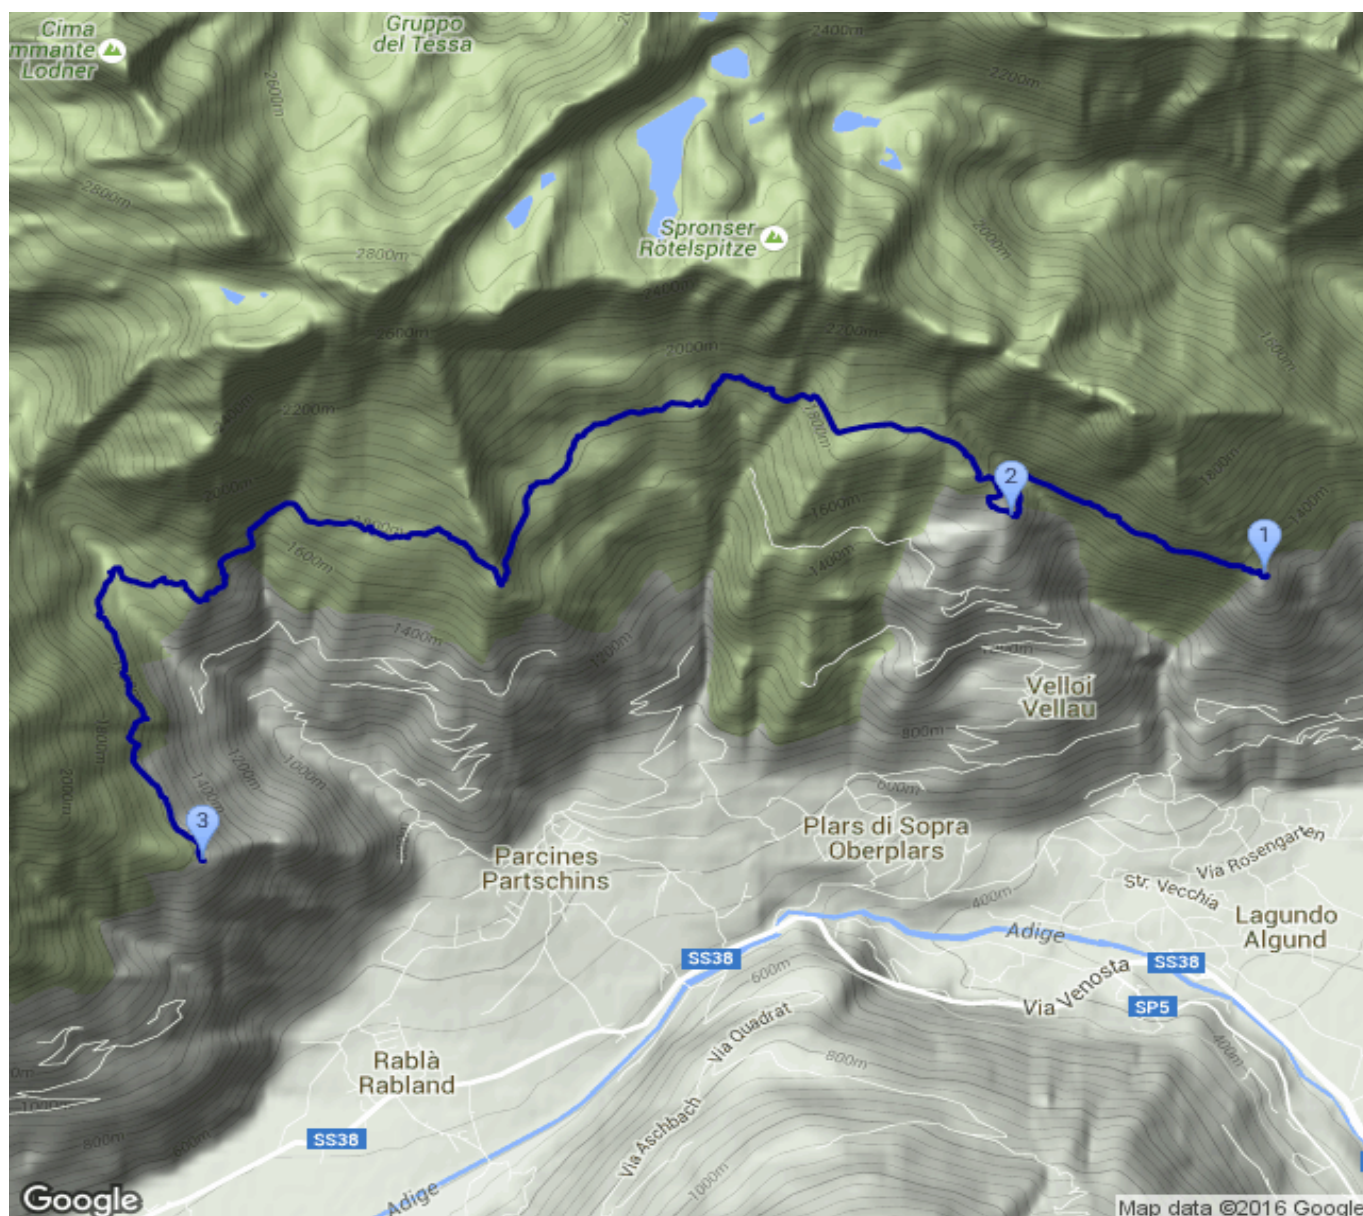 Cima
mmante
Lodner
Gruppo
del Tessa
2400m
2200m
2600m
2800m
2000m
Spronser
Rötelspitze
2800m
2400m
2600m
2200m
2000m
1600m
2200m
2400m
1800m
2000m
1800m
1400m
2
1600m
1800m
1600m
1
1400m
1400m
1200m
Velloi
Vellau
800m
1800m
1200m
1000m
2000m
1400m
600m
3
Plars di Sopra
Oberplars
Via Rosengarten
Parcines
Partschins
Str. Vecchia
400m
Lagundo
Algund
Adige
SS38
SS38
600m
Via Venosta
SP5
Via Quadrat
400m
Rablà
Rabland
800m
1000m
800m
600m
Via Aschbach
SS38
1000m
Adige
Google
Map data ©2016 Google